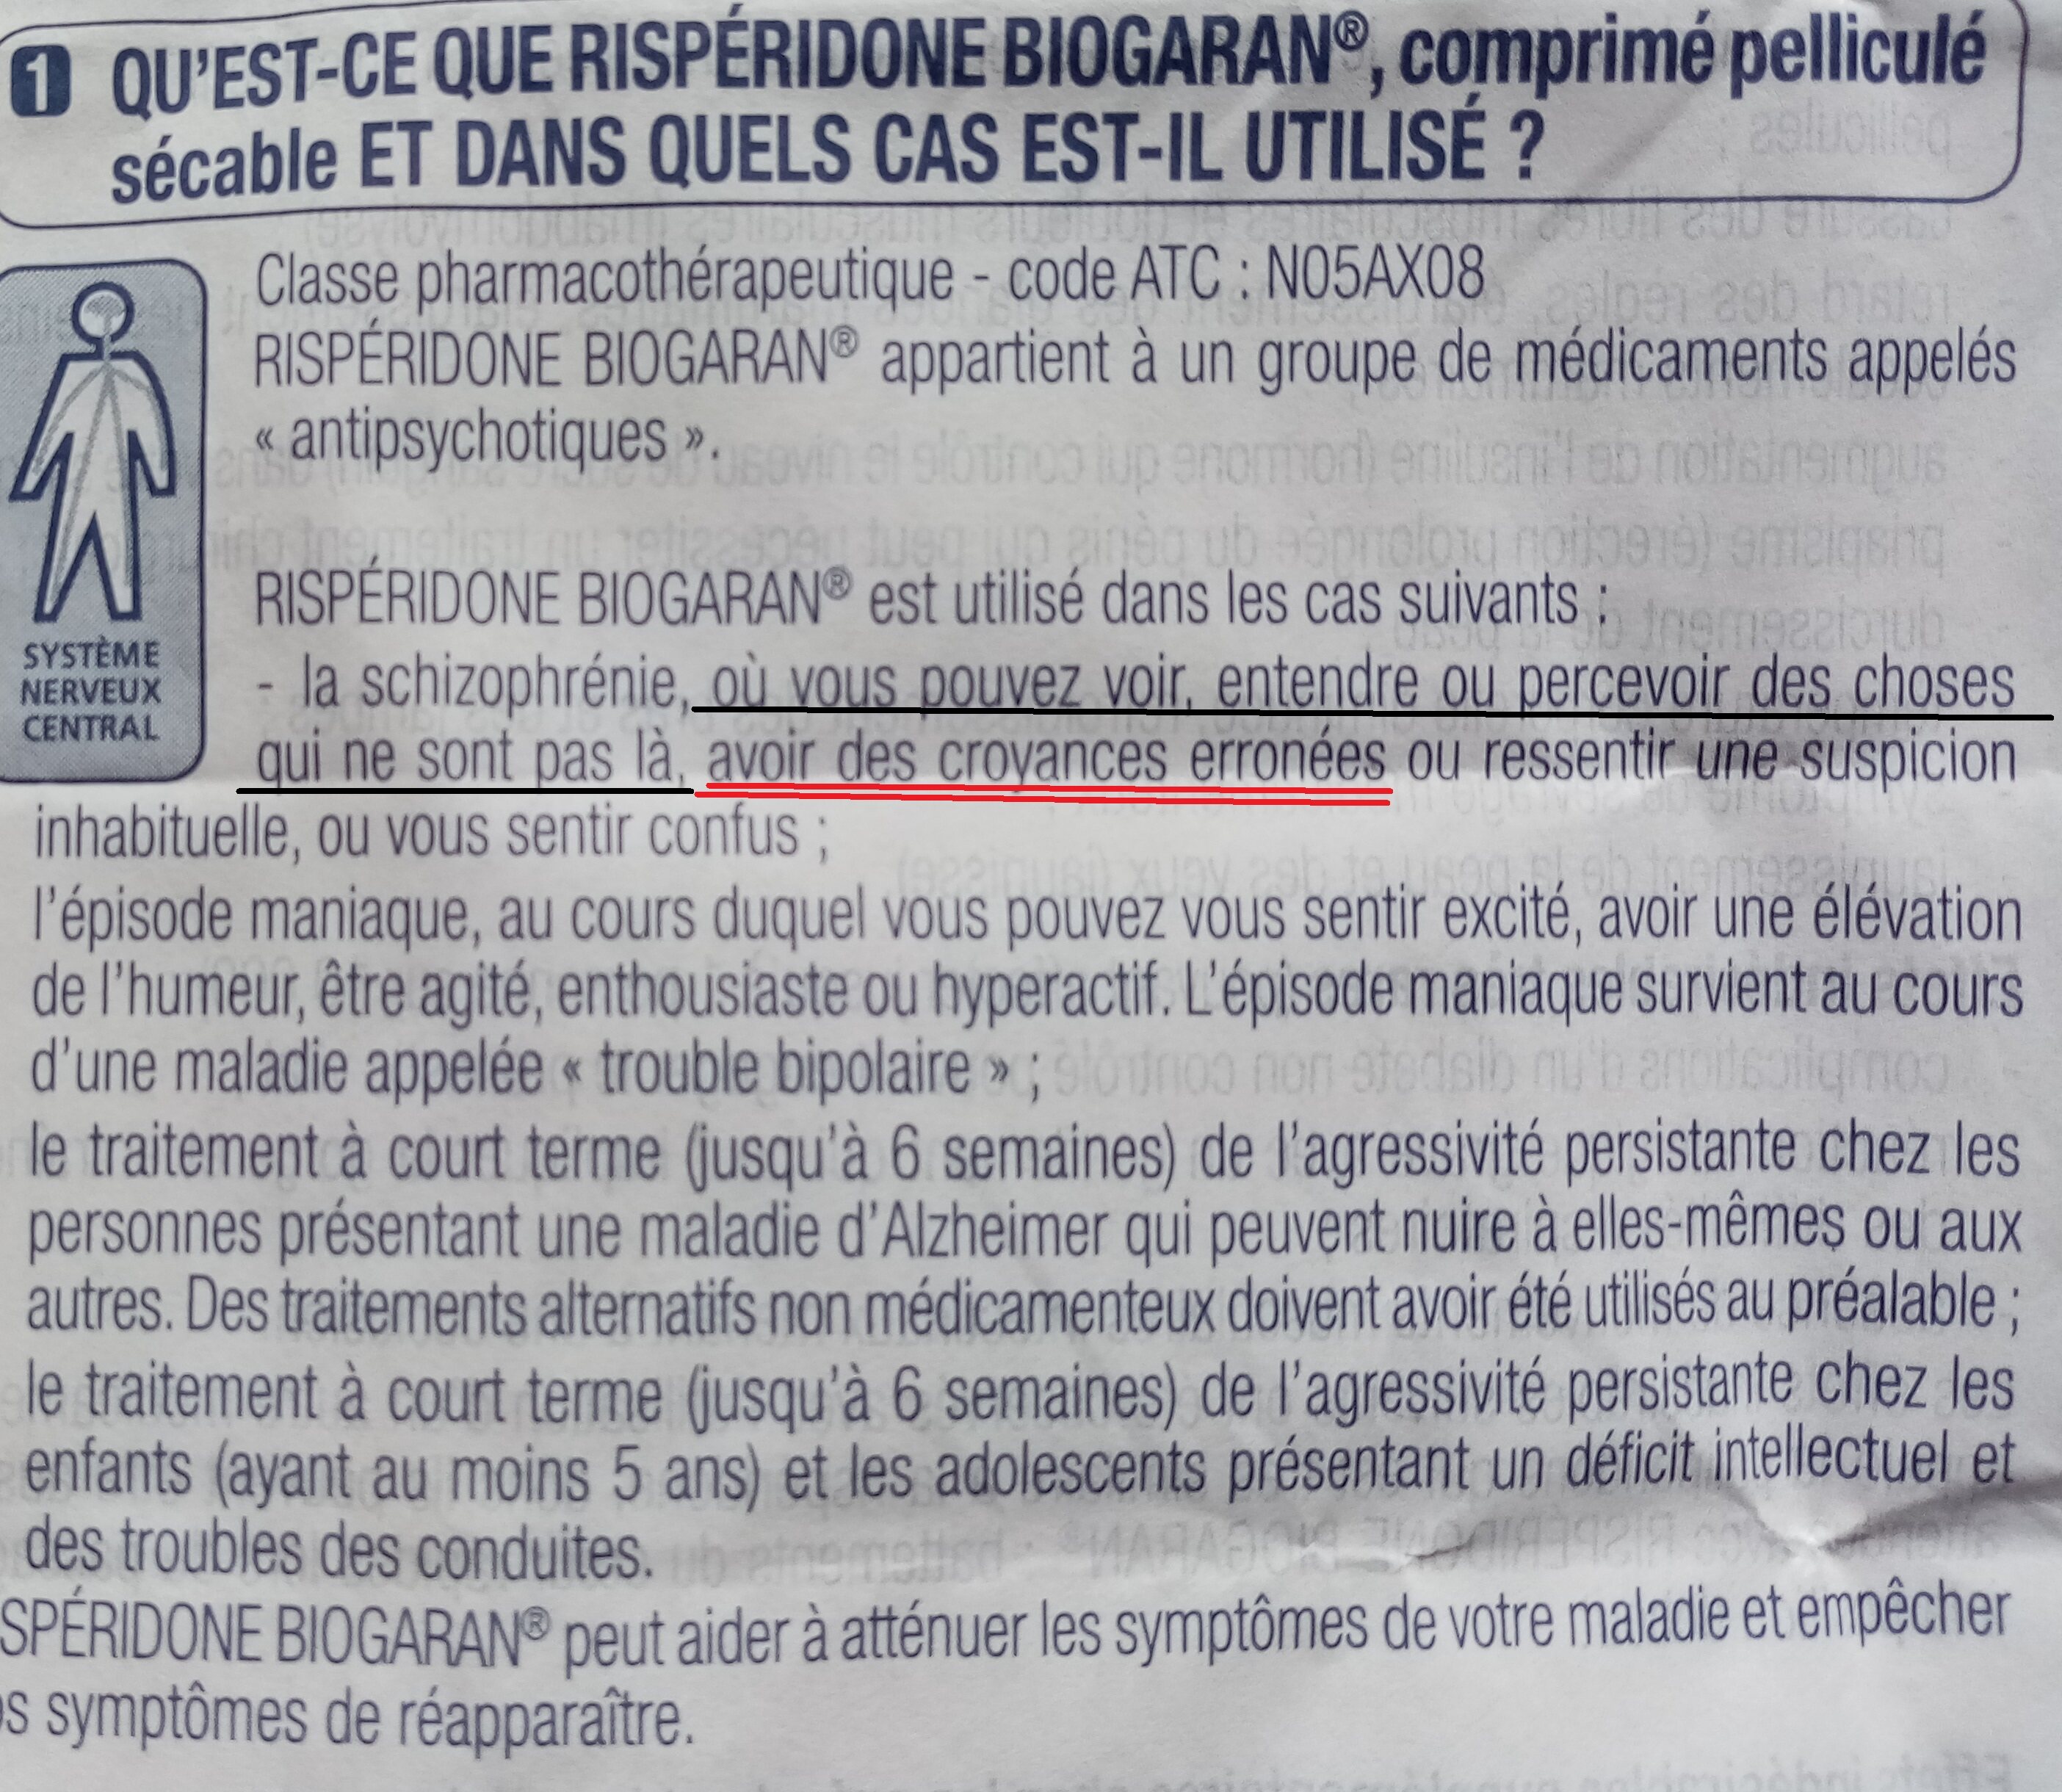 1 QU'EST-CE QUE RISPÉRIDONE BIOGARAN®, comprimé pelliculé
sécable ET DANS QUELS CAS EST-IL UTILISÉ ?
Classe pharmacothérapeutique - code ATC : N05AX08
RISPÉRIDONE BIOGARAN® appartient à un groupe de médicaments appelés
« antipsychotiques ».
SYSTÈME
NERVEUX
CENTRAL
RISPÉRIDONE BIOGARAN® est utilisé dans les cas suivants :
- la schizophrénie, où vous pouvez voir, entendre ou percevoir des choses
qui ne sont pas là, avoir des croyances erronées ou ressentir une suspicion
inhabituelle, ou vous sentir confus ;
l'épisode maniaque, au cours duquel vous pouvez vous sentir excité, avoir une élévation
de l'humeur, être agité, enthousiaste ou hyperactif. L'épisode maniaque survient au cours
d'une maladie appelée « trouble bipolaire » ;
le traitement à court terme (jusqu'à 6 semaines) de l'agressivité persistante chez les
personnes présentant une maladie d'Alzheimer qui peuvent nuire à elles-mêmes ou aux
autres. Des traitements alternatifs non médicamenteux doivent avoir été utilisés au préalable ;
le traitement à court terme (jusqu'à 6 semaines) de l'agressivité persistante chez les
enfants (ayant au moins 5 ans) et les adolescents présentant un déficit intellectuel et
des troubles des conduites.
SPÉRIDONE BIOGARAN® peut aider à atténuer les symptômes de votre maladie et empêcher
s symptômes de réapparaître.